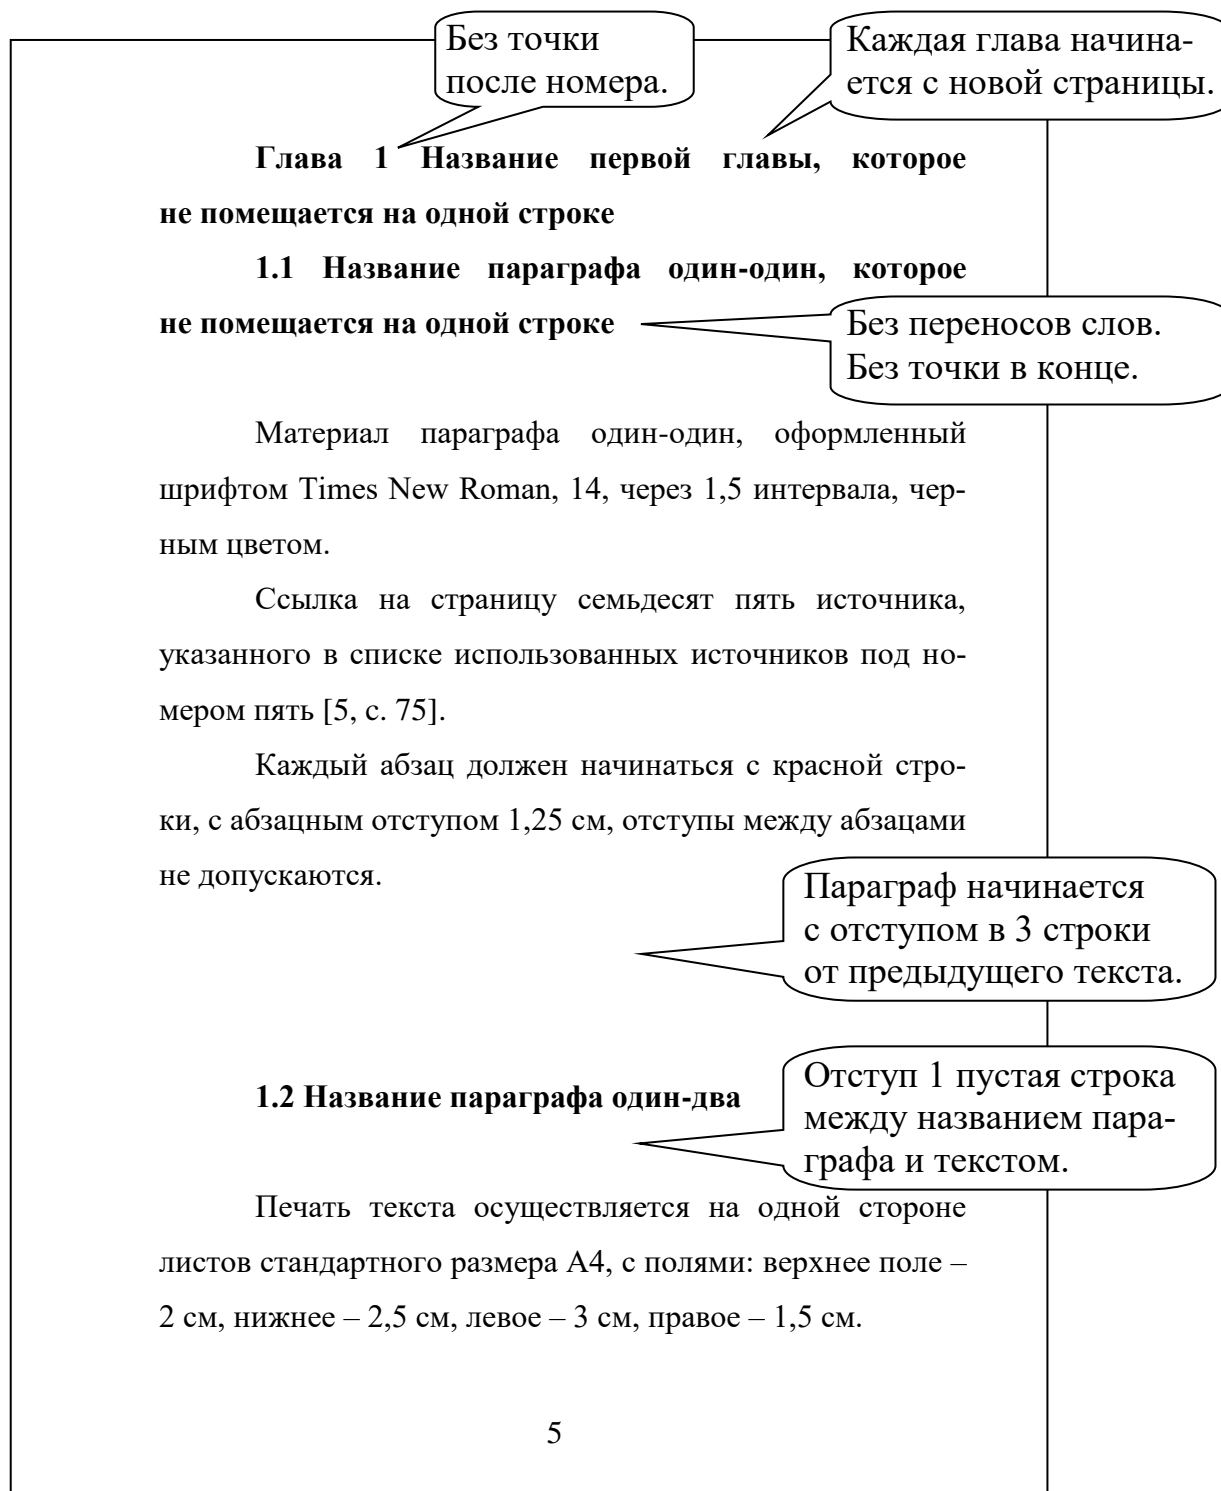 Без точки
после номера.
Каждая глава начина-
ется с новой страницы.
Глава 1 Название первой главы, которое
не помещается на одной строке
1.1 Название параграфа один-один, которое
не помещается на одной строке
Без переносов слов.
Без точки в конце.
Материал параграфа один-один, оформленный
шрифтом Times New Roman, 14, через 1,5 интервала, чер-
ным цветом.
Ссылка на страницу семьдесят пять источника,
указанного в списке использованных источников под но-
мером пять [5, с. 75].
Каждый абзац должен начинаться с красной стро-
ки, с абзацным отступом 1,25 см, отступы между абзацами
не допускаются.
Параграф начинается
с отступом в 3 строки
от предыдущего текста.
1.2 Название параграфа один-два
Отступ 1 пустая строка
между названием пара-
графа и текстом.
Печать текста осуществляется на одной стороне
листов стандартного размера А4, с полями: верхнее поле –
2 см, нижнее – 2,5 см, левое – 3 см, правое – 1,5 см.
5